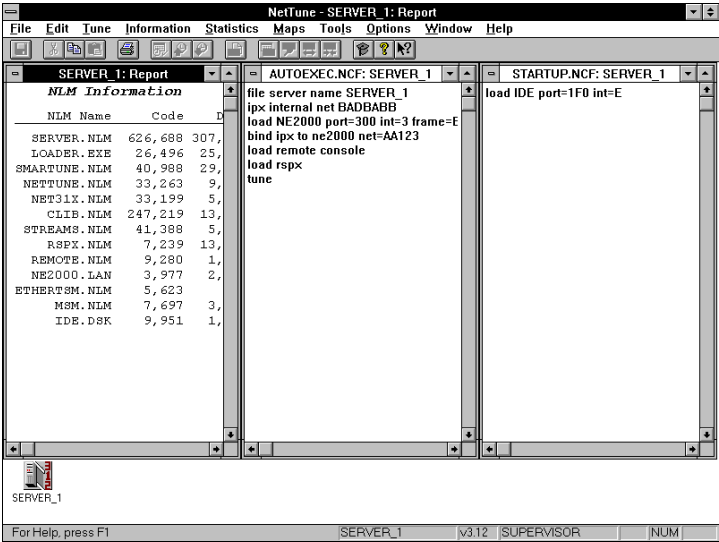 NetTune - SERVER_1: Report
File Edit Tune Information Statistics Maps Tools Options Window Help
SERVER_1: Report
NLM Information
NLM Name Code D
SERVER.NLM 626,688 307,
LOADER.EXE 26,496 25,
SMARTUNE.NLM 40,988 29,
NETTUNE.NLM 33,263 9,
NET31X.NLM 33,199 5,
CLIB.NLM 247,219 13,
STREAMS.NLM 41,388 5,
RSPX.NLM 7,239 13,
REMOTE.NLM 9,280 1,
NE2000.LAN 3,977 2,
ETHERTSM.NLM 5,623
MSM.NLM 7,697 3,
IDE.DSK 9,951 1,
AUTOEXEC.NCF: SERVER_1
file server name SERVER_1
ipx internal net BADBABB
load NE2000 port=300 int=3 frame=E
bind ipx to ne2000 net=AA123
load remote console
load rspx
tune
STARTUP.NCF: SERVER_1
load IDE port=1F0 int=E
SERVER_1
For Help, press F1 SERVER_1 v3.12 SUPERVISOR NUM